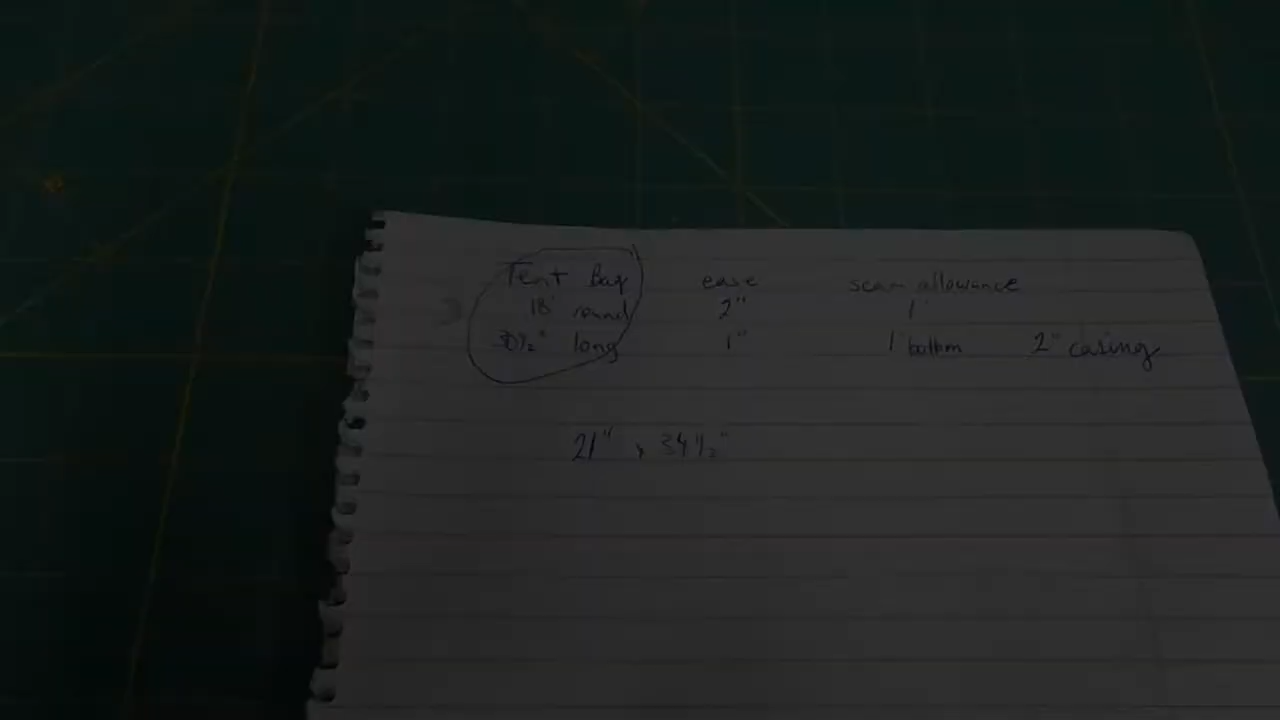 Tent Bag ease seam allowance
18" round 2" 1"
30½" long 1" 1" bottom 2" casing
21" x 34½"